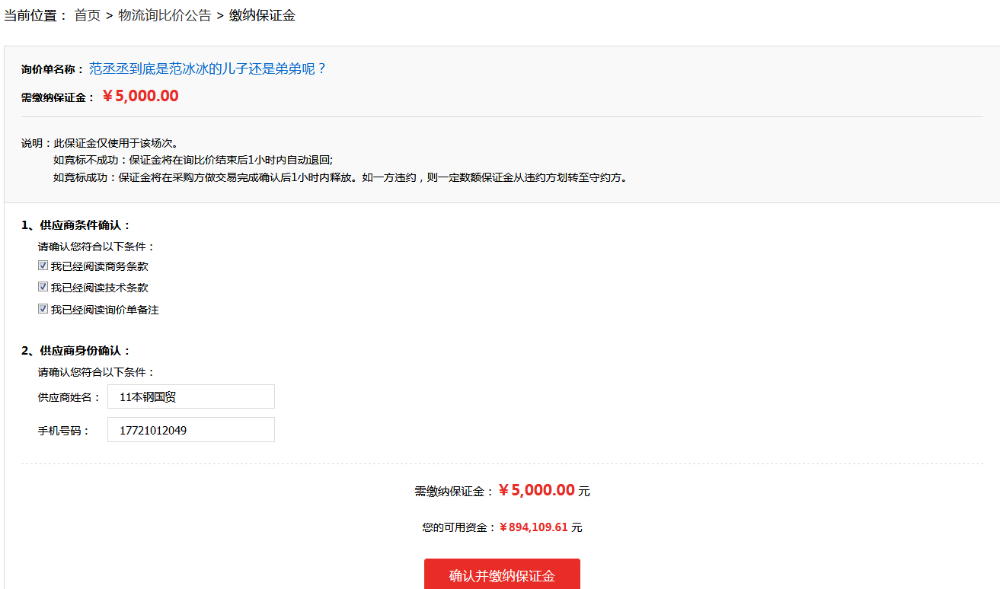 当前位置： 首页 > 物流询比价公告 > 缴纳保证金
询价单名称： 范丞丞到底是范冰冰的儿子还是弟弟呢？
需缴纳保证金： ￥5,000.00
说明：此保证金仅使用于该场次。
如竟标不成功：保证金将在询比价结束后1小时内自动退回;
如竟标成功：保证金将在采购方做交易完成确认后1小时内释放。如一方违约，则一定数额保证金从违约方划转至守约方。
1、供应商条件确认：
请确认您符合以下条件：
我已经阅读商务条款
我已经阅读技术条款
我已经阅读询价单备注
2、供应商身份确认：
请确认您符合以下条件：
供应商姓名： 11本钢国贸
手机号码： 17721012049
需缴纳保证金：￥5,000.00 元
您的可用资金：￥894,109.61 元
确认并缴纳保证金